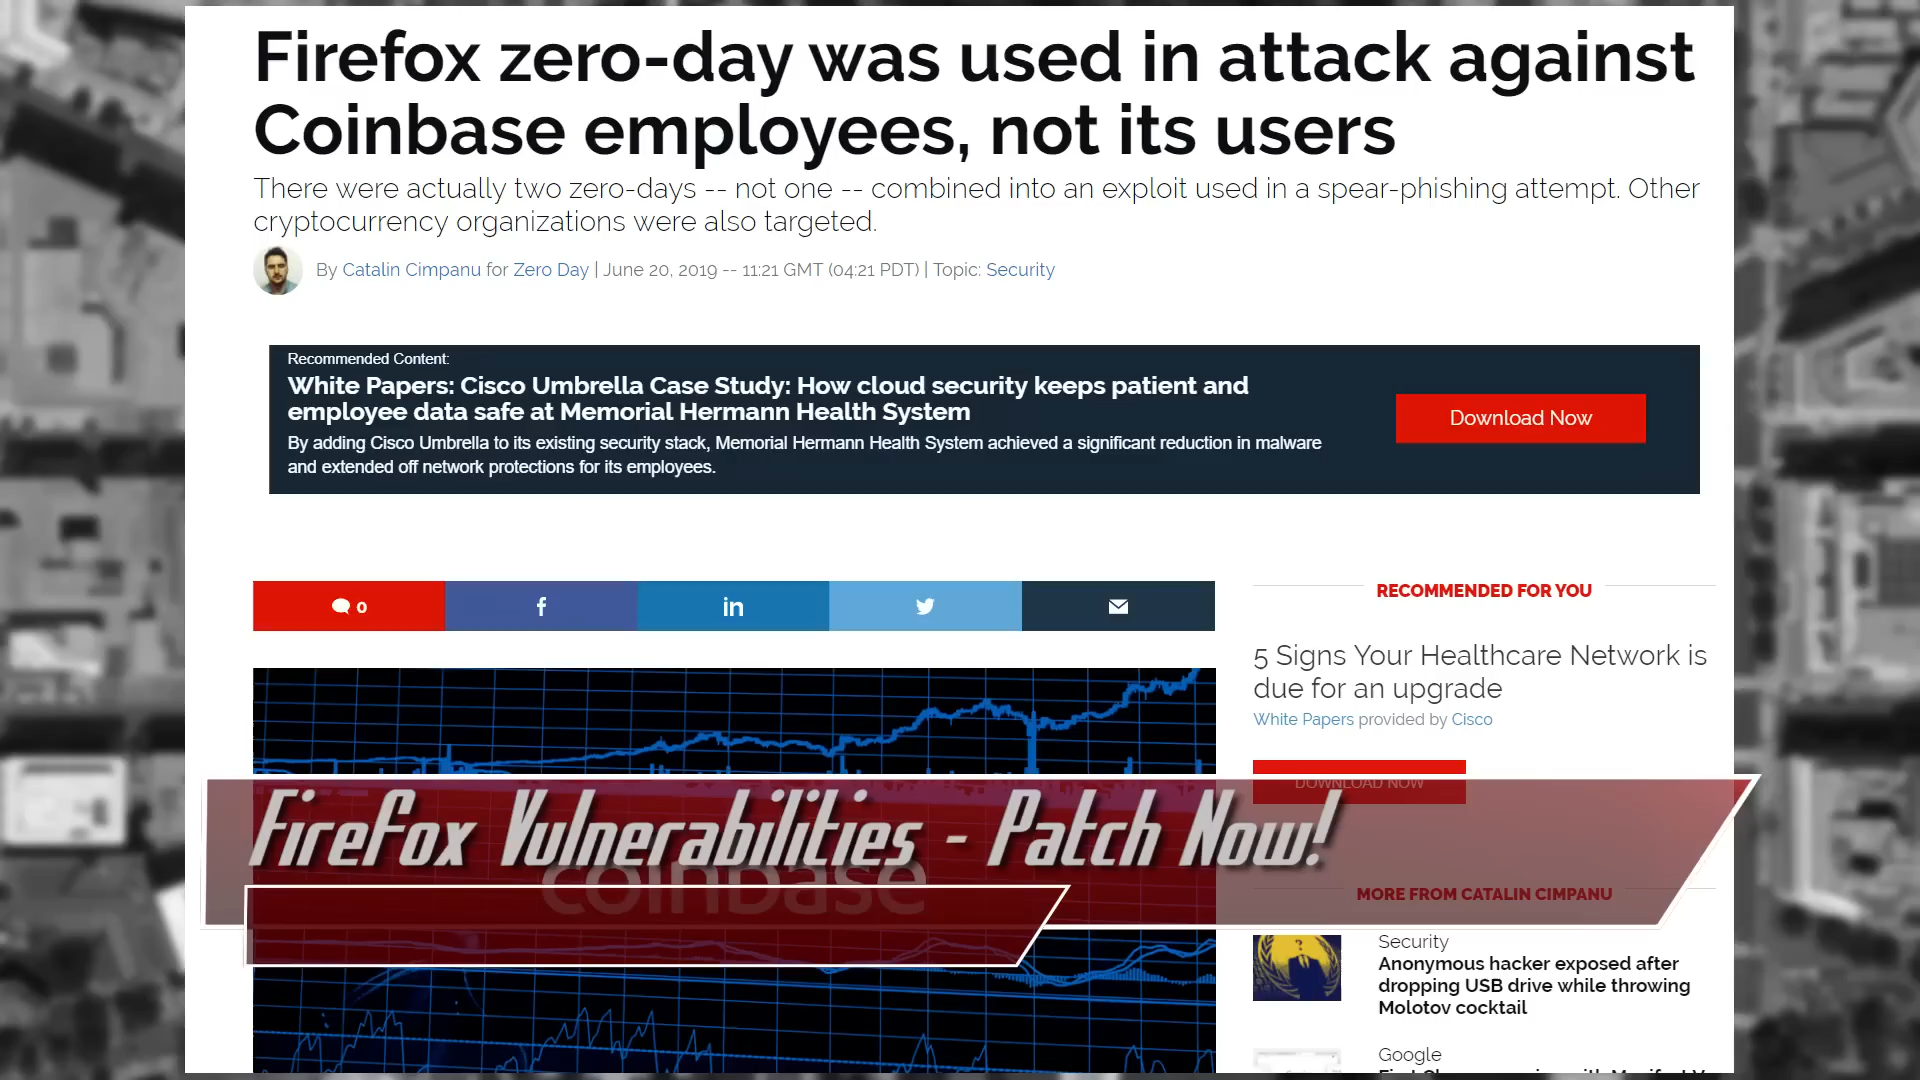 Firefox zero-day was used in attack against
Coinbase employees, not its users
There were actually two zero-days -- not one -- combined into an exploit used in a spear-phishing attempt. Other
cryptocurrency organizations were also targeted.
By Catalin Cimpanu for Zero Day | June 20, 2019 -- 11:21 GMT (04:21 PDT) | Topic: Security
Recommended Content:
White Papers: Cisco Umbrella Case Study: How cloud security keeps patient and
employee data safe at Memorial Hermann Health System
By adding Cisco Umbrella to its existing security stack, Memorial Hermann Health System achieved a significant reduction in malware
and extended off network protections for its employees.
Download Now
0
f
in
RECOMMENDED FOR YOU
5 Signs Your Healthcare Network is
due for an upgrade
White Papers provided by Cisco
DOWNLOAD NOW
Firefox Vulnerabilities - Patch Now!
coinbase
MORE FROM CATALIN CIMPANU
Security
Anonymous hacker exposed after
dropping USB drive while throwing
Molotov cocktail
Google